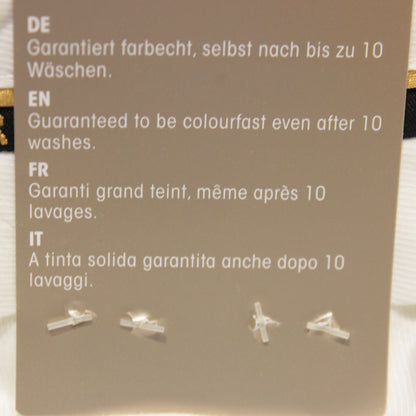 DE
Garantiert farbecht, selbst nach bis zu 10
Wäschen.
EN
Guaranteed to be colourfast even after 10
washes.
FR
Garanti grand teint, même après 10
lavages.
IT
A tinta solida garantita anche dopo 10
lavaggi.